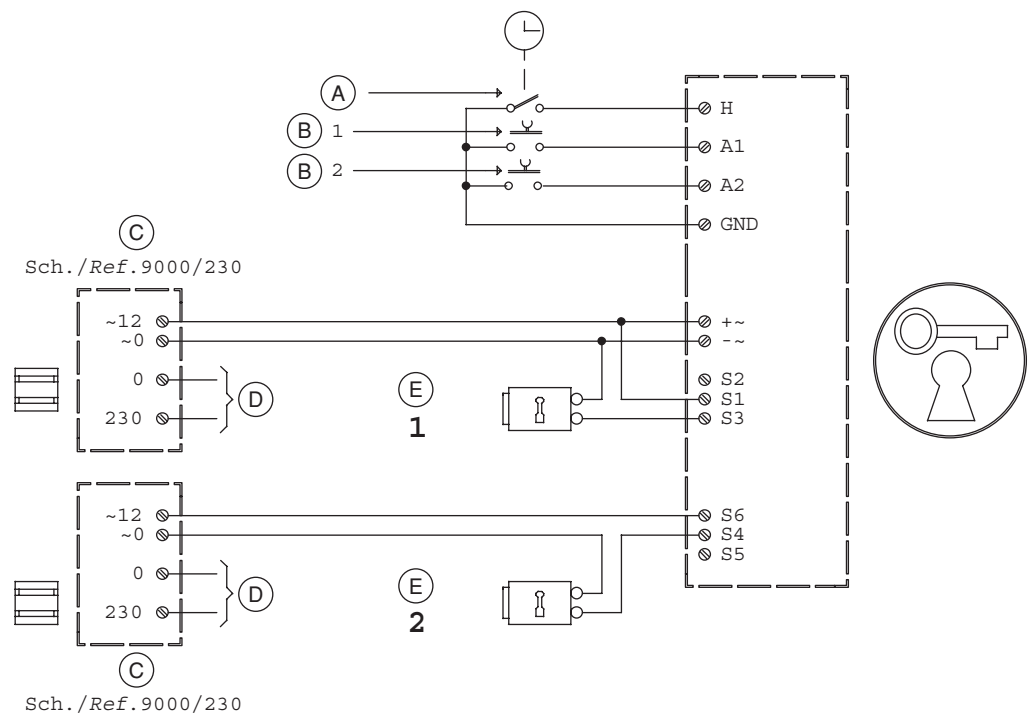 A
H
B 1
A1
B 2
A2
GND
C
Sch./Ref.9000/230
~12
+~
~0
-~
0
D
E
S2
S1
230
1
S3
~12
S6
~0
S4
S5
0
D
E
230
2
C
Sch./Ref.9000/230